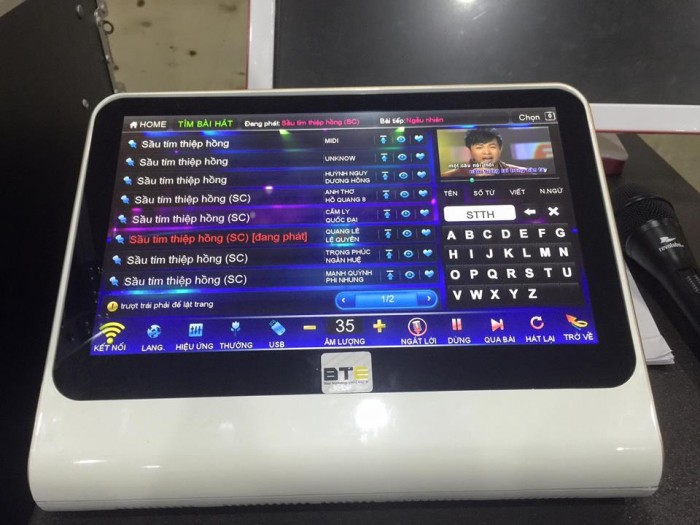 HOME TÌM BÀI HÁT Đang phát: Sầu tím thiệp hồng (SC) Bài tiếp: Ngẫu nhiên Chọn 8
Sầu tím thiệp hồng MIDI
Sầu tím thiệp hồng UNKNOW
Sầu tím thiệp hồng HUỲNH NGUY
DƯƠNG HỒNG
Sầu tím thiệp hồng (SC) ANH THƠ
HỒ QUANG 8
Sầu tím thiệp hồng (SC) CẨM LY
QUỐC ĐẠI
Sầu tím thiệp hồng (SC) [đang phát] QUANG LÊ
LỆ QUYÊN
Sầu tím thiệp hồng (SC) TRỌNG PHÚC
NGÂN HUỆ
Sầu tím thiệp hồng (SC) MẠNH QUỲNH
PHI NHUNG
trượt trái phải để lật trang
1/2
TÊN SỐ TỪ VIẾT N.NGỮ
STTH
A B C D E F G
H I J K L M N
O P Q R S T U
V W X Y Z
KẾT NỐI LANG. HIỆU ỨNG THƯỞNG USB 35 ÂM LƯỢNG NGẮT LỜI DỪNG QUA BÀI HÁT LẠI TRỞ VỀ
BTE